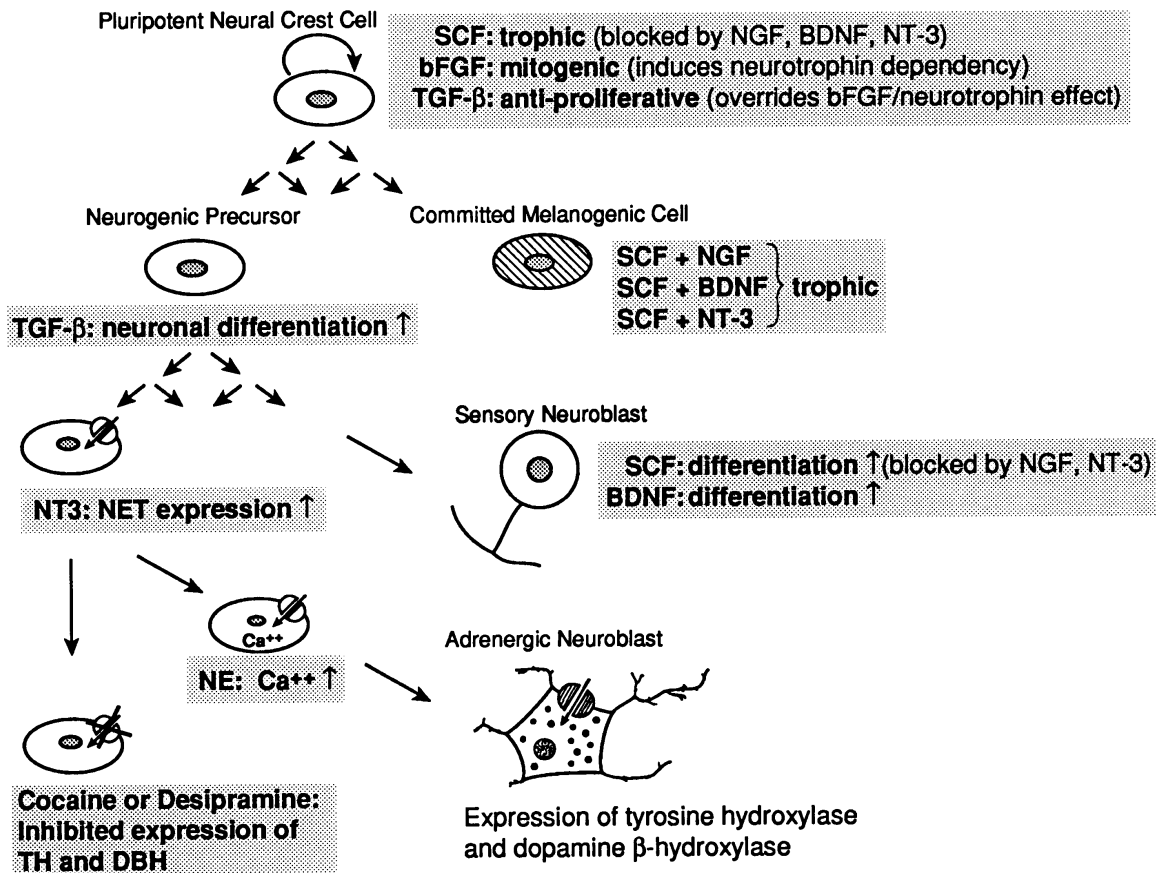 Pluripotent Neural Crest Cell
SCF: trophic (blocked by NGF, BDNF, NT-3)
bFGF: mitogenic (induces neurotrophin dependency)
TGF-β: anti-proliferative (overrides bFGF/neurotrophin effect)
Neurogenic Precursor
Committed Melanogenic Cell
SCF + NGF
SCF + BDNF
SCF + NT-3
trophic
TGF-β: neuronal differentiation ↑
Sensory Neuroblast
SCF: differentiation ↑(blocked by NGF, NT-3)
BDNF: differentiation ↑
NT3: NET expression ↑
Ca++
NE: Ca++ ↑
Adrenergic Neuroblast
Cocaine or Desipramine:
Inhibited expression of
TH and DBH
Expression of tyrosine hydroxylase
and dopamine β-hydroxylase